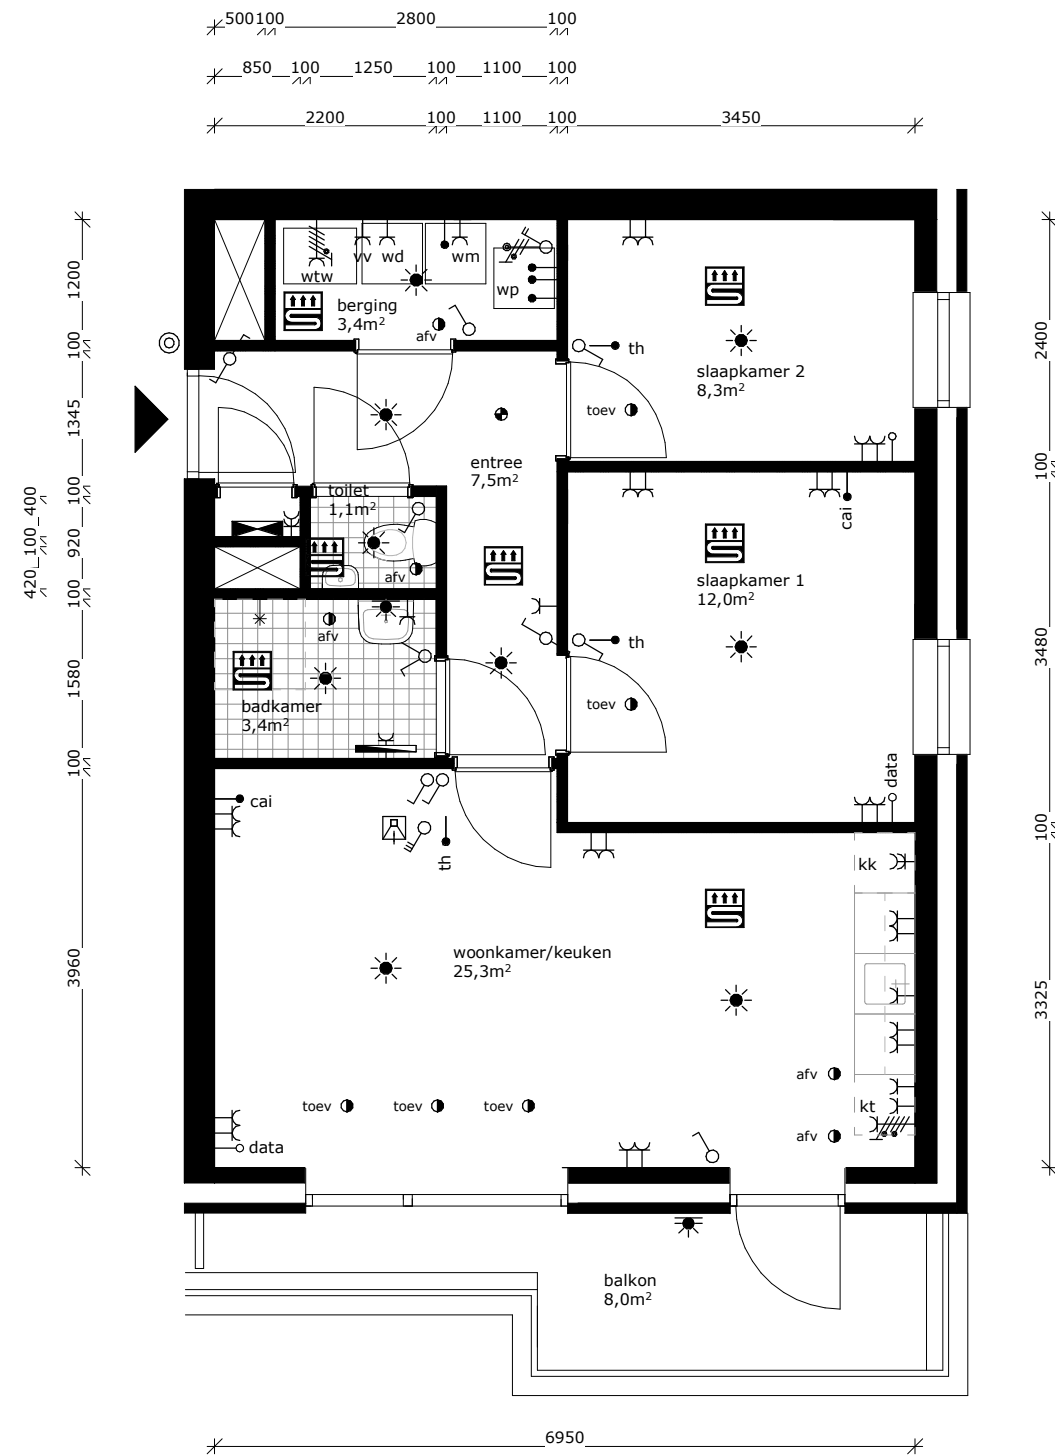 500 100 2800 100
850 100 1250 100 1100 100
2200 100 1100 100 3450
1200
100
1345
100
920
100
1580
100
3960
400
100
420
2400
100
3480
100
3325
wtw
vv
wd
wm
wp
berging
3,4m²
afv
th
slaapkamer 2
8,3m²
toev
entree
7,5m²
toilet
1,1m²
afv
cai
slaapkamer 1
12,0m²
afv
th
toev
badkamer
3,4m²
data
cai
th
kk
woonkamer/keuken
25,3m²
afv
toev
toev
toev
kt
afv
data
balkon
8,0m²
6950